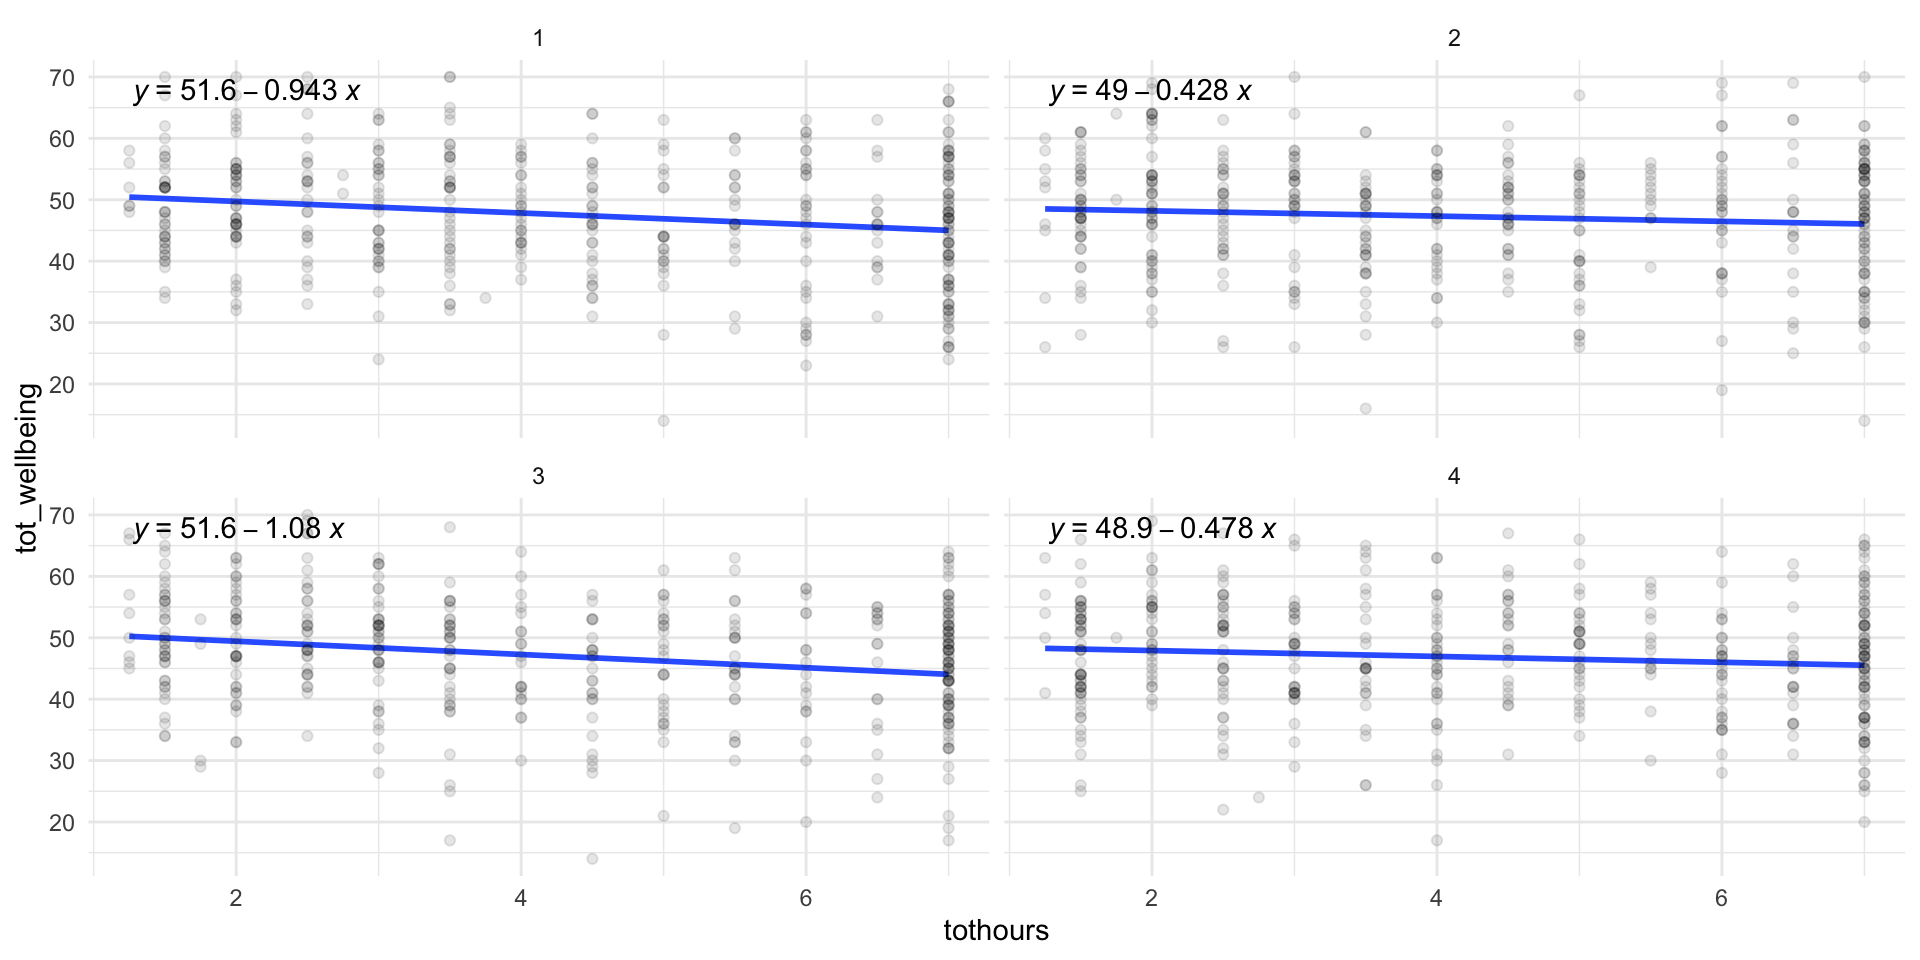 1
2
y = 51.6 – 0.943 x
y = 49 – 0.428 x
70
60
50
40
30
20
3
4
y = 51.6 – 1.08 x
y = 48.9 – 0.478 x
70
60
50
40
30
20
2 4 6
2 4 6
tothours
tot_wellbeing